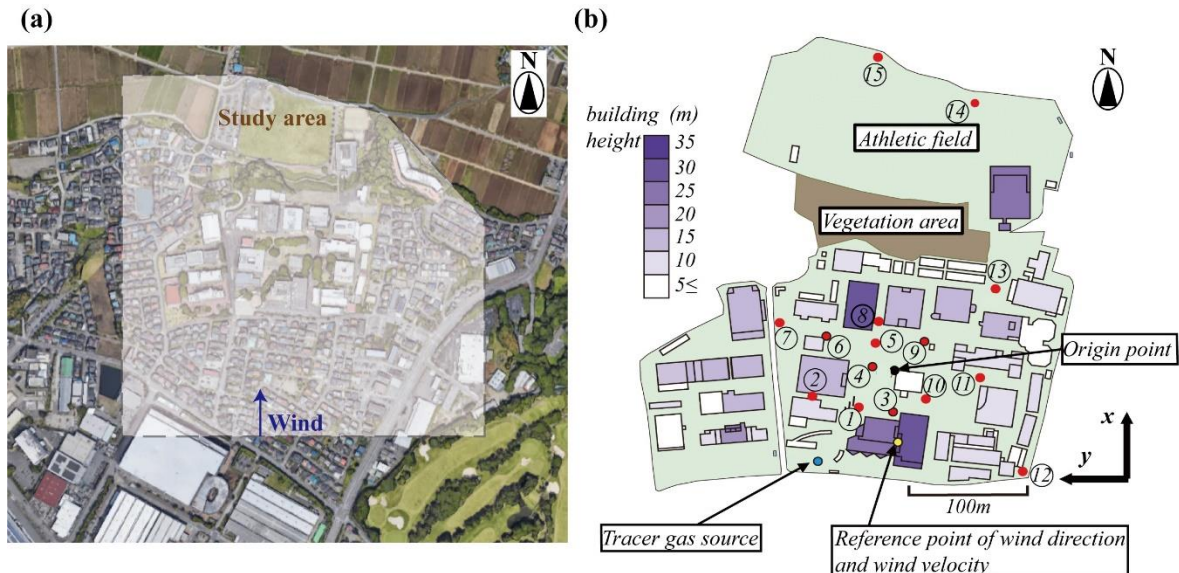 (a)
N
Study area
Wind
(b)
N
building (m)
height
35
30
25
20
15
10
5≤
15
14
Athletic field
Vegetation area
13
8
7
6
5
9
Origin point
4
2
11
10
3
1
x
y
12
100m
Tracer gas source
Reference point of wind direction
and wind velocity